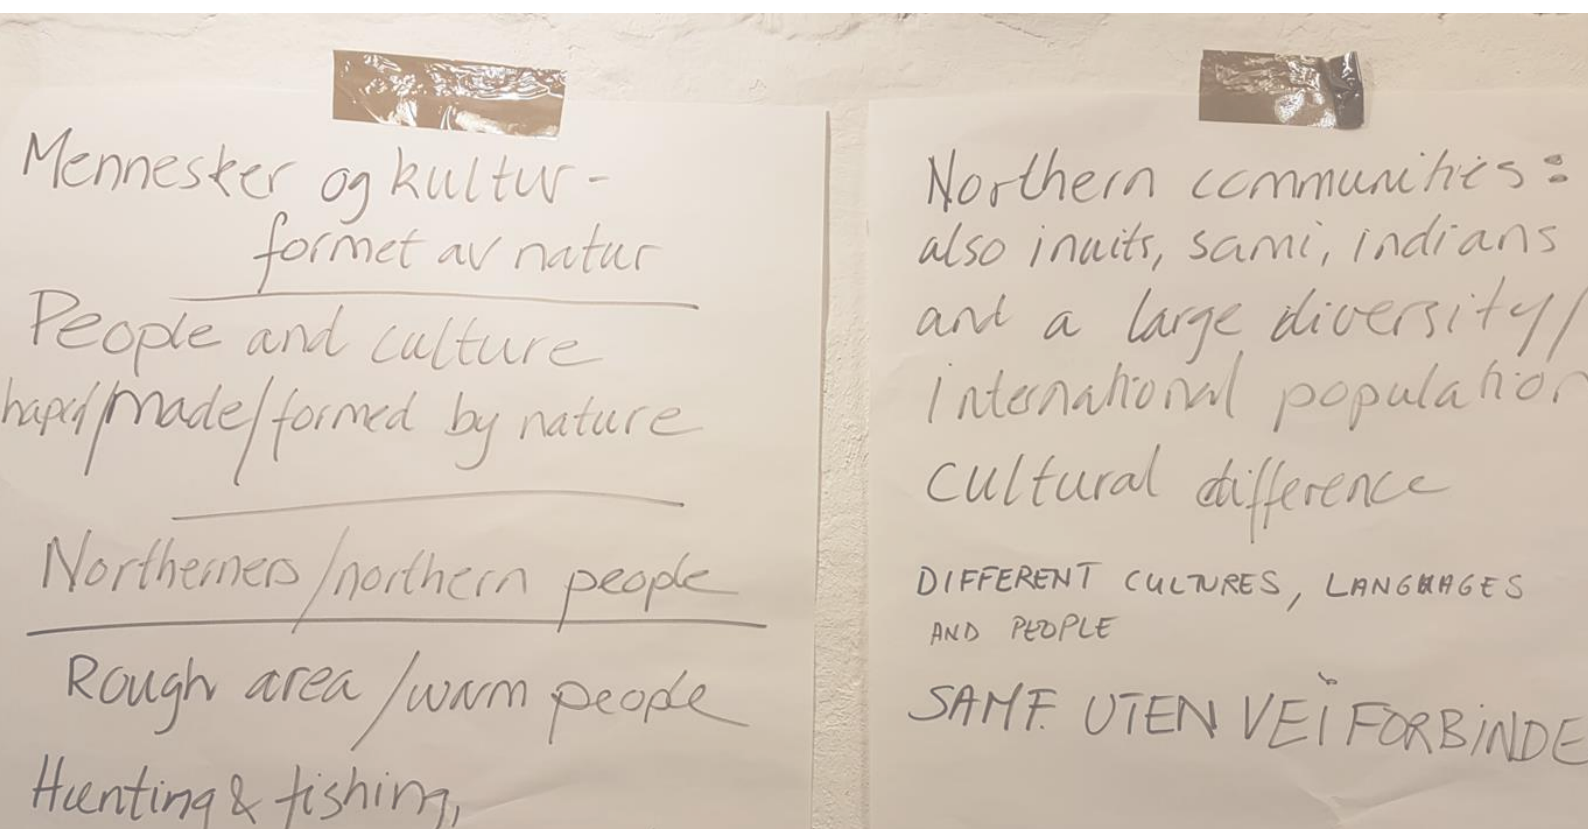 Mennesker og kultur -
formet av natur
People and culture
haped/made/formed by nature
Northerners/northern people
Rough area/warm people
Hunting & fishing,
Northern communities:
also inuits, sami, indians
and a large diversity/
international population
cultural difference
DIFFERENT CULTURES, LANGUAGES
AND PEOPLE
SAMF. UTEN VEI FORBINDE